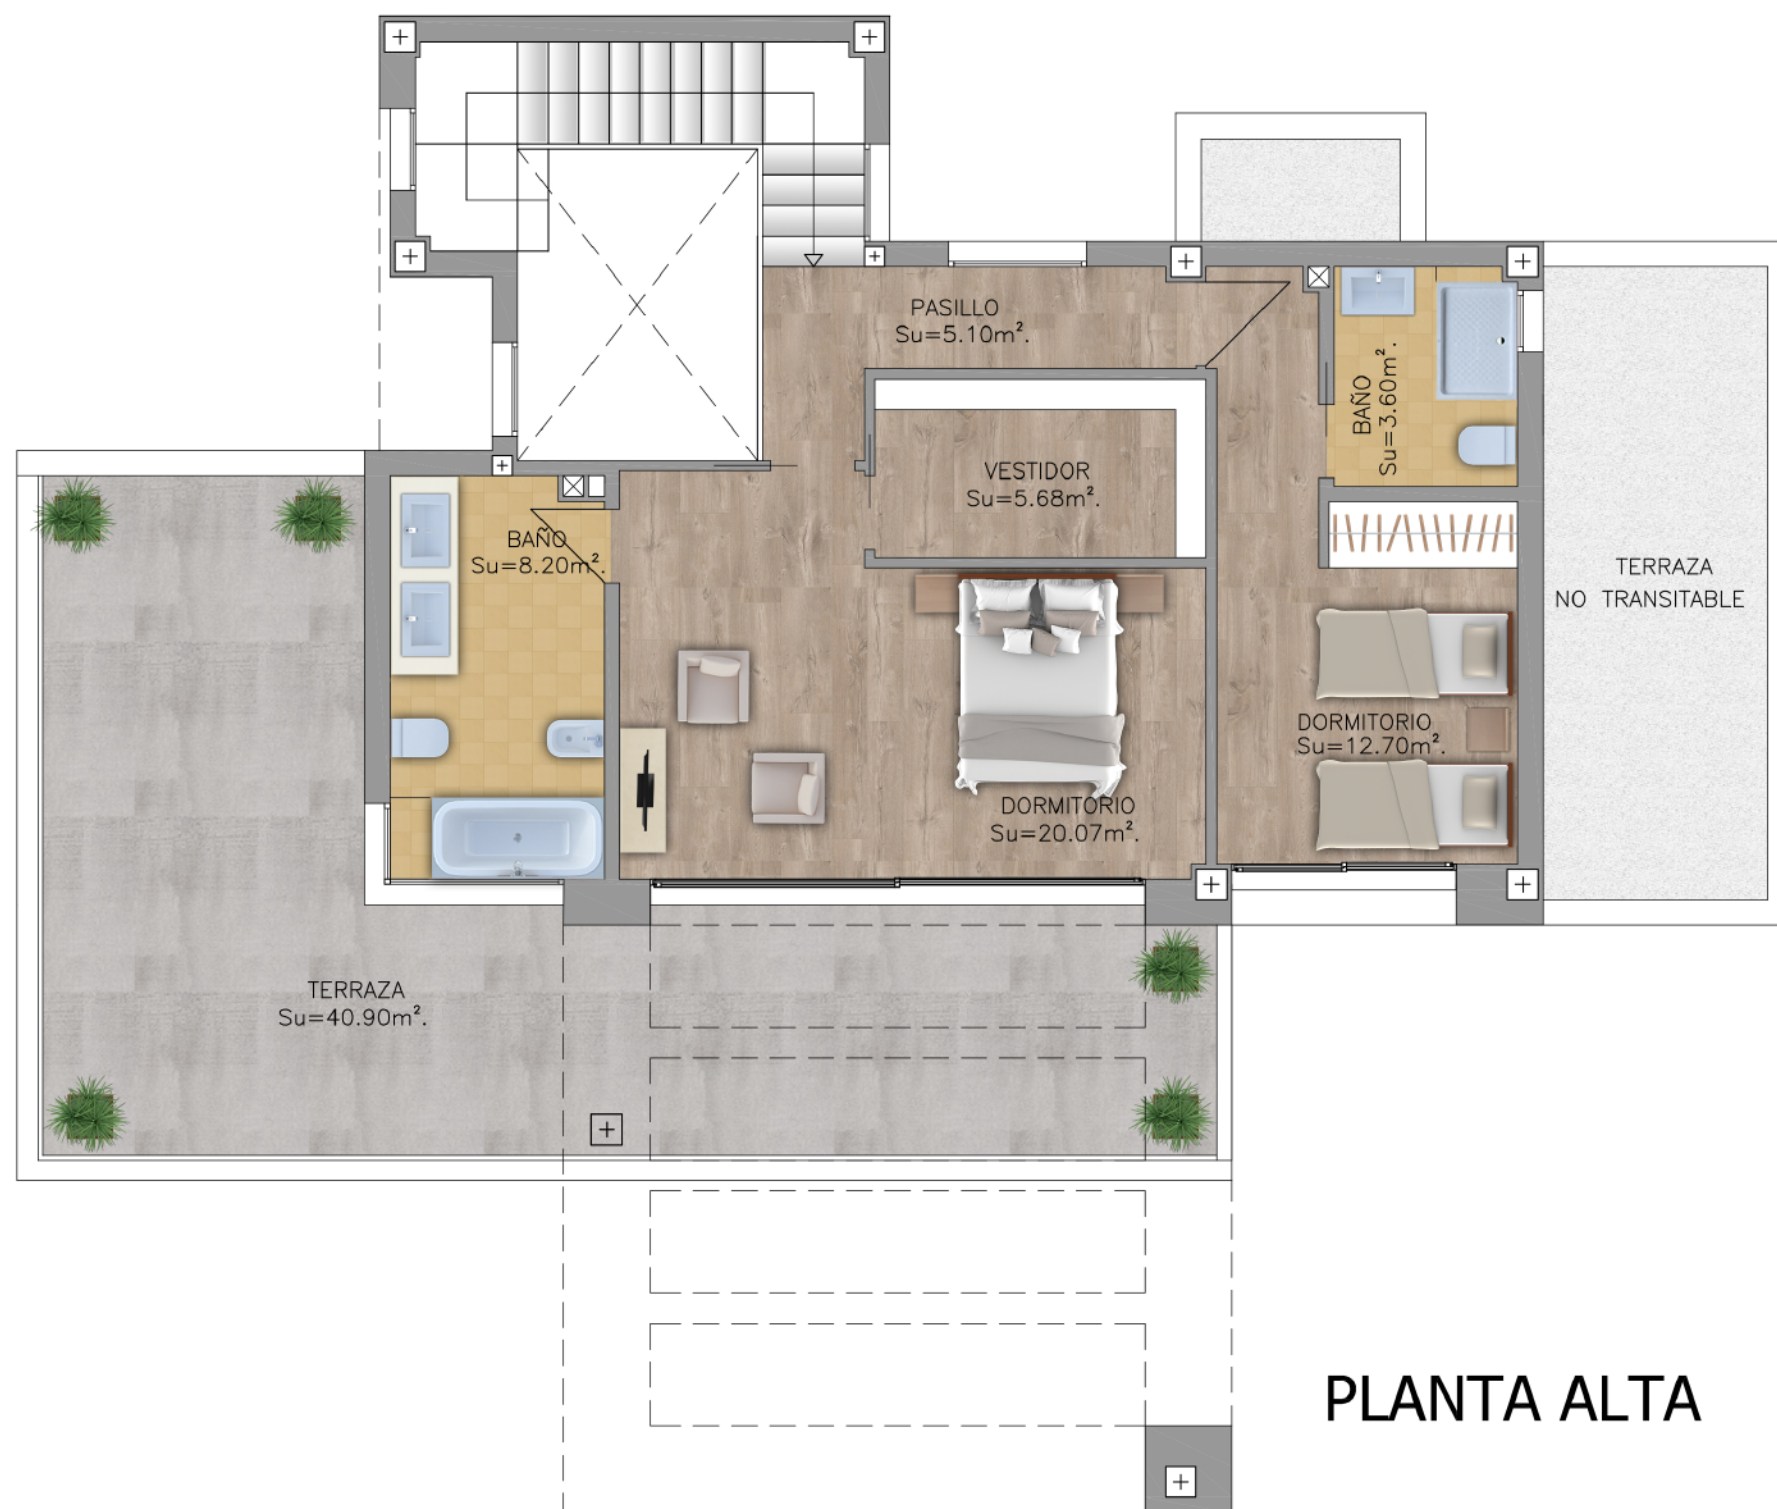 PASILLO
Su=5.10m².
BAÑO
Su=3.60m².
VESTIDOR
Su=5.68m².
BAÑO
Su=8.20m².
TERRAZA
NO TRANSITABLE
DORMITORIO
Su=12.70m².
DORMITORIO
Su=20.07m².
TERRAZA
Su=40.90m².
PLANTA ALTA